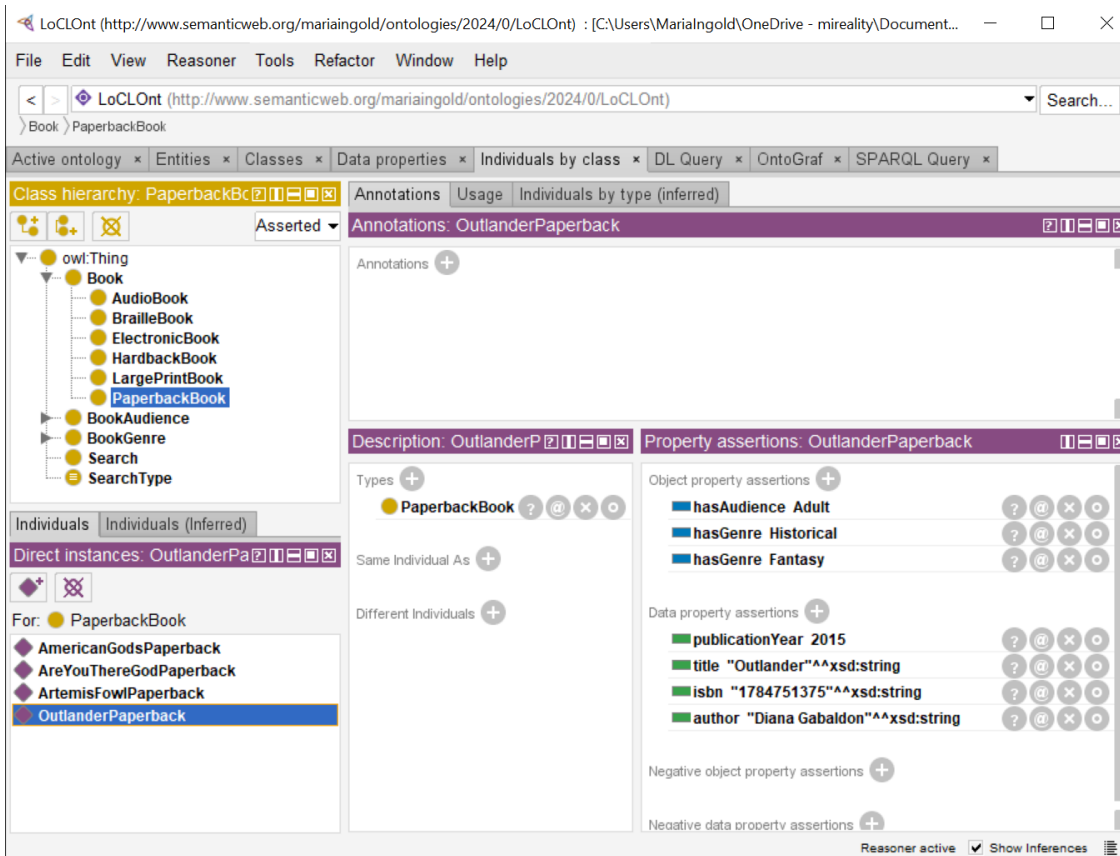 LoCLOnt (http://www.semanticweb.org/mariaingold/ontologies/2024/0/LoCLOnt) : [C:\Users\MariaIngold\OneDrive - mireality\Document...
File Edit View Reasoner Tools Refactor Window Help
< > LoCLOnt (http://www.semanticweb.org/mariaingold/ontologies/2024/0/LoCLOnt) Search...
Book PaperbackBook
Active ontology × Entities × Classes × Data properties × Individuals by class × DL Query × OntoGraf × SPARQL Query ×
Class hierarchy: PaperbackBo
Asserted
owl:Thing
Book
AudioBook
BrailleBook
ElectronicBook
HardbackBook
LargePrintBook
PaperbackBook
BookAudience
BookGenre
Search
SearchType
Individuals Individuals (Inferred)
Direct instances: OutlanderPa
For: PaperbackBook
AmericanGodsPaperback
AreYouThereGodPaperback
ArtemisFowlPaperback
OutlanderPaperback
Annotations Usage Individuals by type (inferred)
Annotations: OutlanderPaperback
Annotations
Description: OutlanderP
Types
PaperbackBook
Same Individual As
Different Individuals
Property assertions: OutlanderPaperback
Object property assertions
hasAudience Adult
hasGenre Historical
hasGenre Fantasy
Data property assertions
publicationYear 2015
title "Outlander"^^xsd:string
isbn "1784751375"^^xsd:string
author "Diana Gabaldon"^^xsd:string
Negative object property assertions
Negative data property assertions
Reasoner active Show Inferences